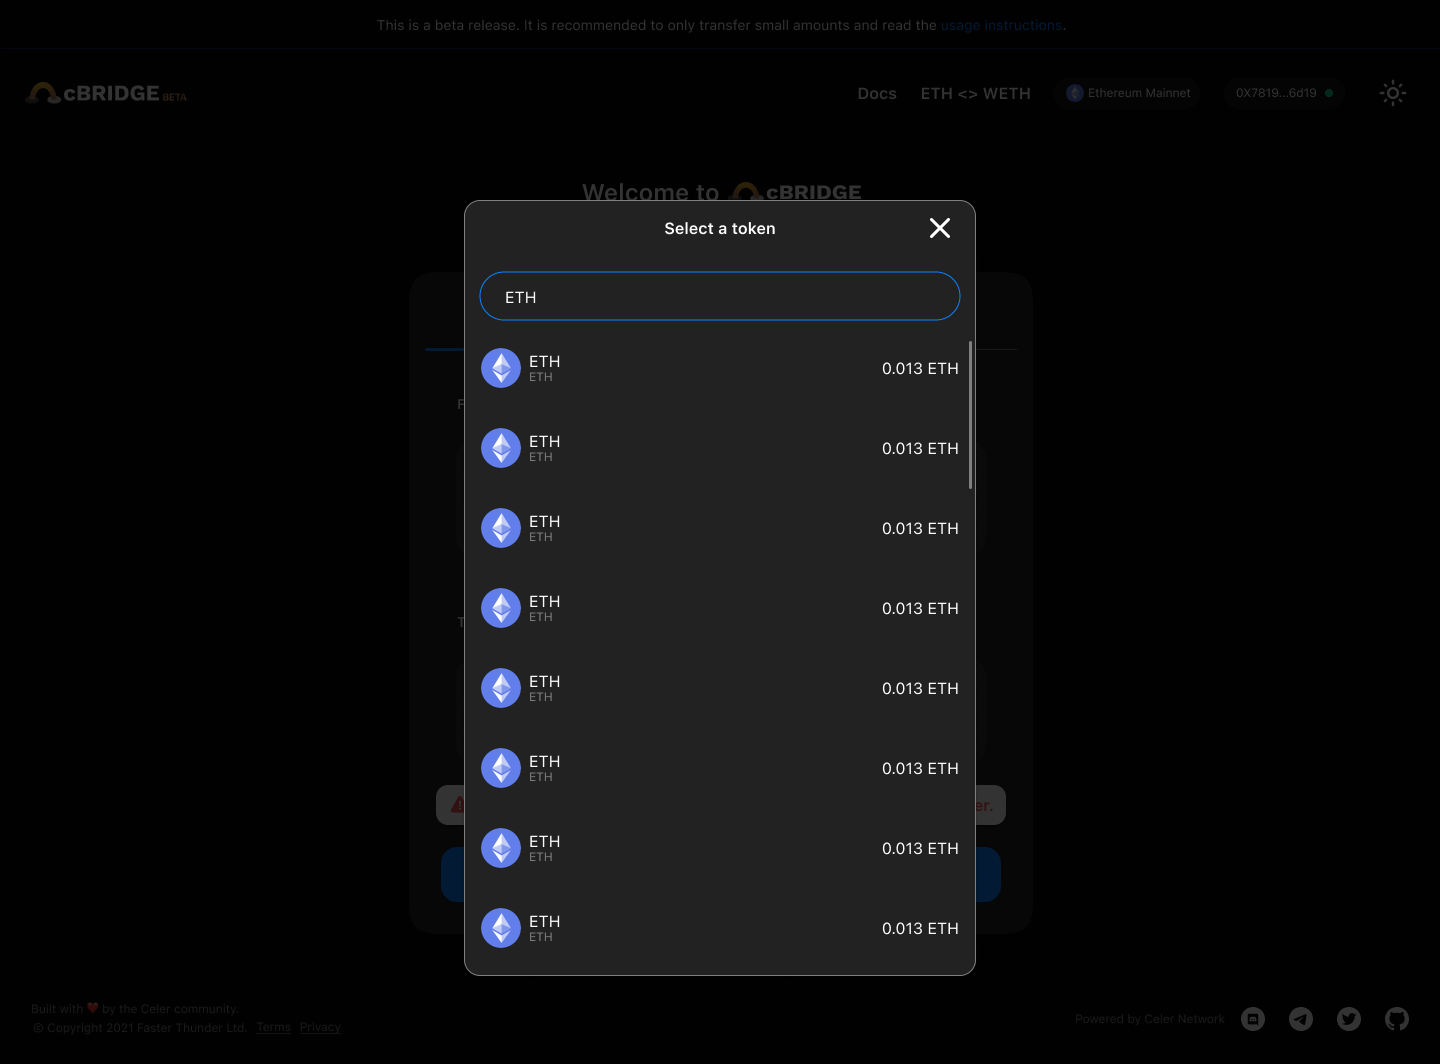 This is a beta release. It is recommended to only transfer small amounts and read the usage instructions.
cBRIDGE BETA
Docs
ETH <> WETH
Ethereum Mainnet
0X7819...6d19
Welcome to cBRIDGE
Select a token
ETH
ETH
ETH
0.013 ETH
ETH
ETH
0.013 ETH
ETH
ETH
0.013 ETH
ETH
ETH
0.013 ETH
ETH
ETH
0.013 ETH
ETH
ETH
0.013 ETH
ETH
ETH
0.013 ETH
ETH
ETH
0.013 ETH
Built with ❤️ by the Celer community.
© Copyright 2021 Faster Thunder Ltd. Terms Privacy
Powered by Celer Network